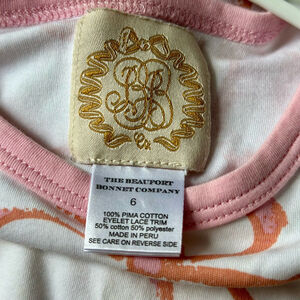 THE BEAUFORT
BONNET COMPANY
6
100% PIMA COTTON
EYELET LACE TRIM
50% cotton 50% polyester
MADE IN PERU
SEE CARE ON REVERSE SIDE